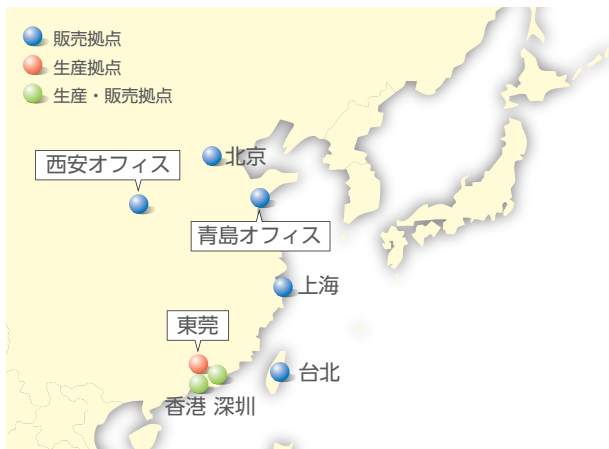 販売拠点
生産拠点
生産・販売拠点
北京
西安オフィス
青島オフィス
上海
東莞
台北
香港 深圳